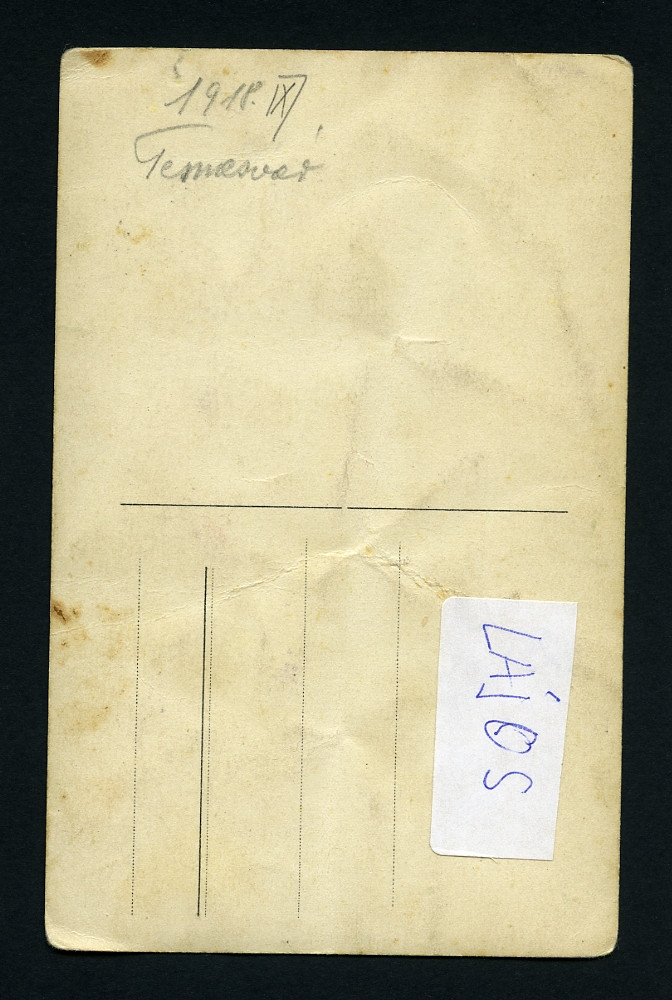 1918. IX
Temesvár
LAJOS